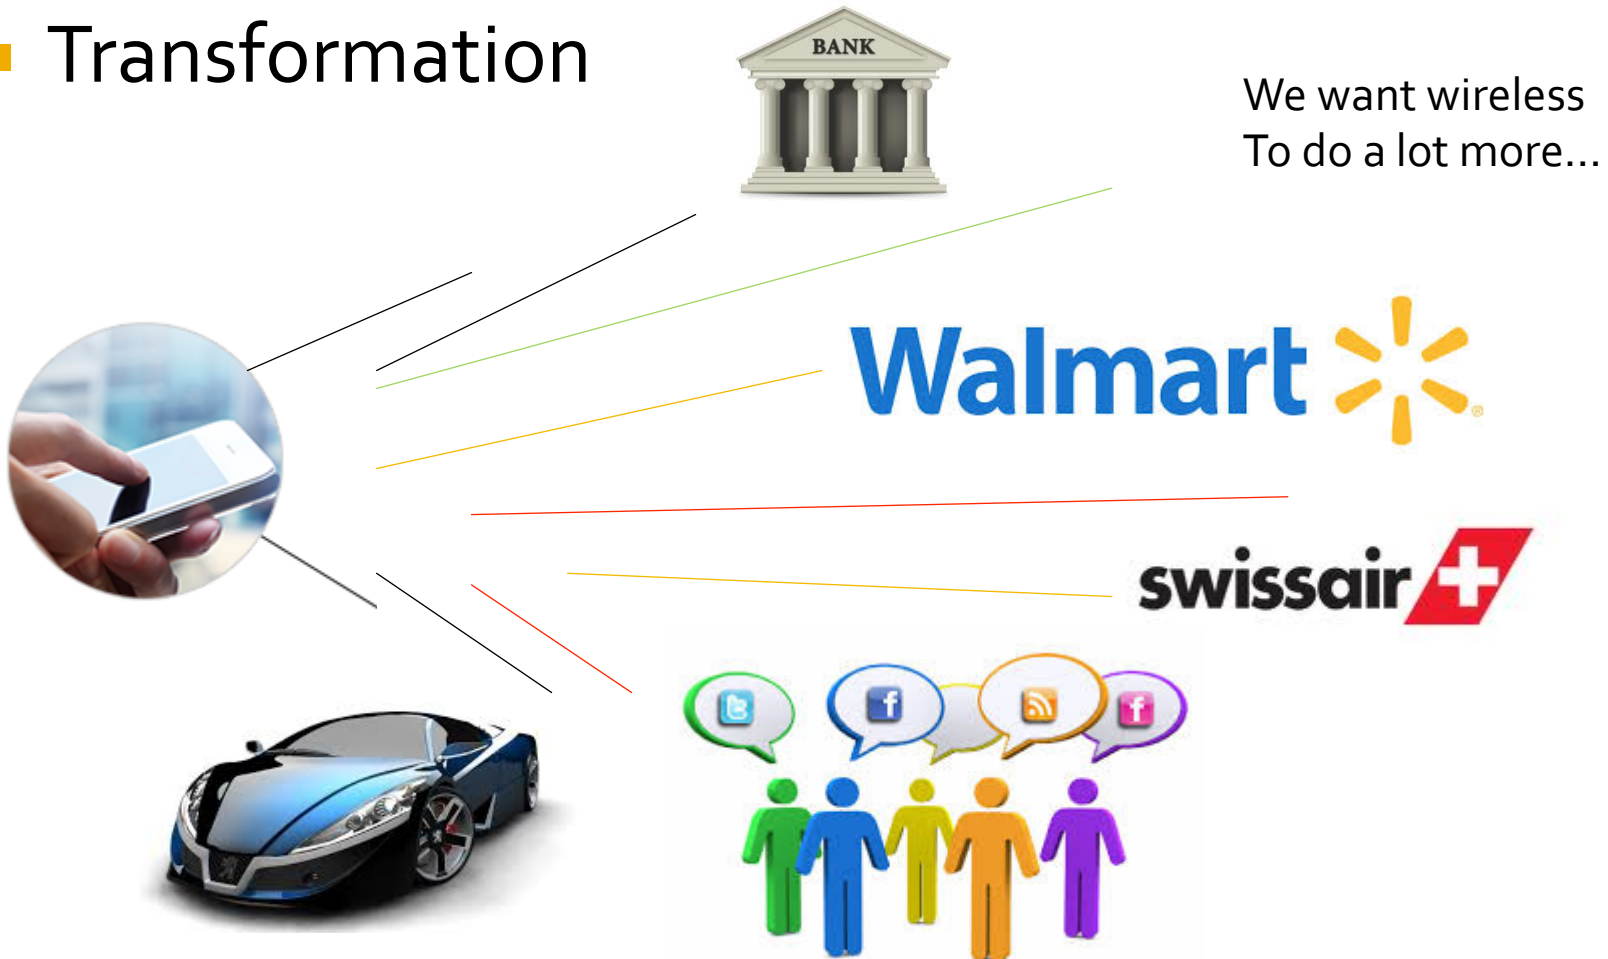 Transformation
BANK
We want wireless
To do a lot more...
Walmart
®
swissair
t
f
f